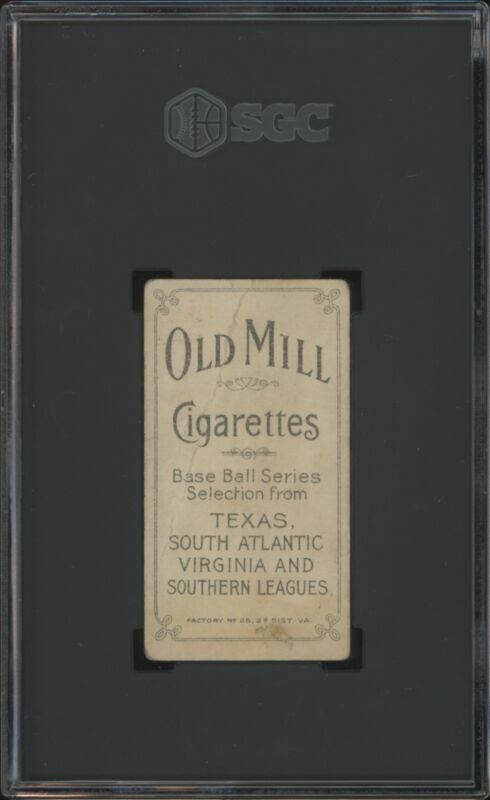 SGC
OLD MILL
Cigarettes
Base Ball Series
Selection from
TEXAS,
SOUTH ATLANTIC
VIRGINIA AND
SOUTHERN LEAGUES
FACTORY Nº 25, 2ᵈ DIST. VA.